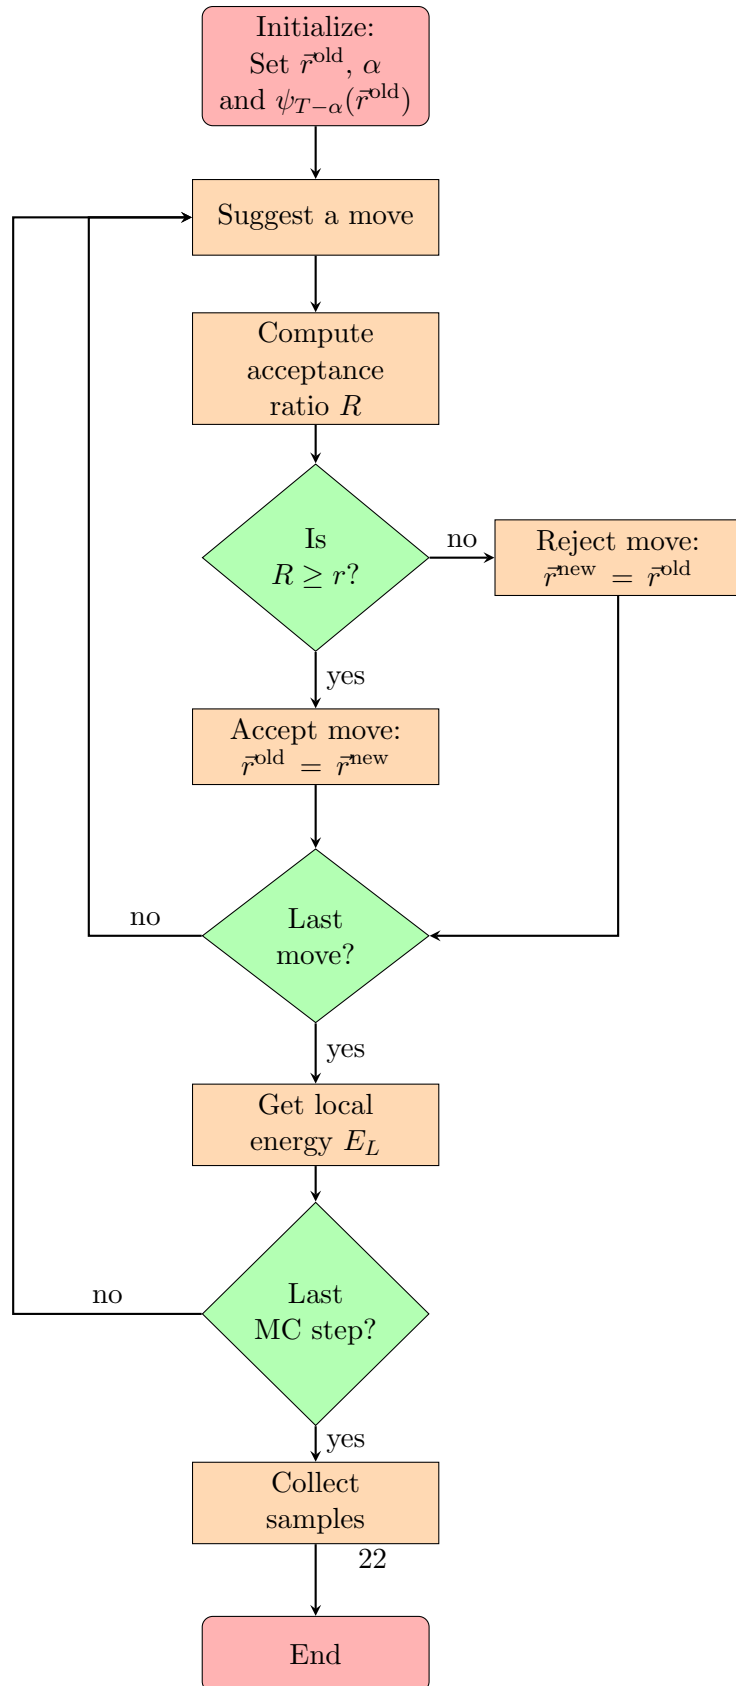 Initialize:
Set r⃗^old, α
and ψ_{T−α}(r⃗^old)
Suggest a move
Compute
acceptance
ratio R
Is
R ≥ r?
no
Reject move:
r⃗^new = r⃗^old
yes
Accept move:
r⃗^old = r⃗^new
Last
move?
no
yes
Get local
energy E_L
Last
MC step?
no
yes
Collect
samples
22
End